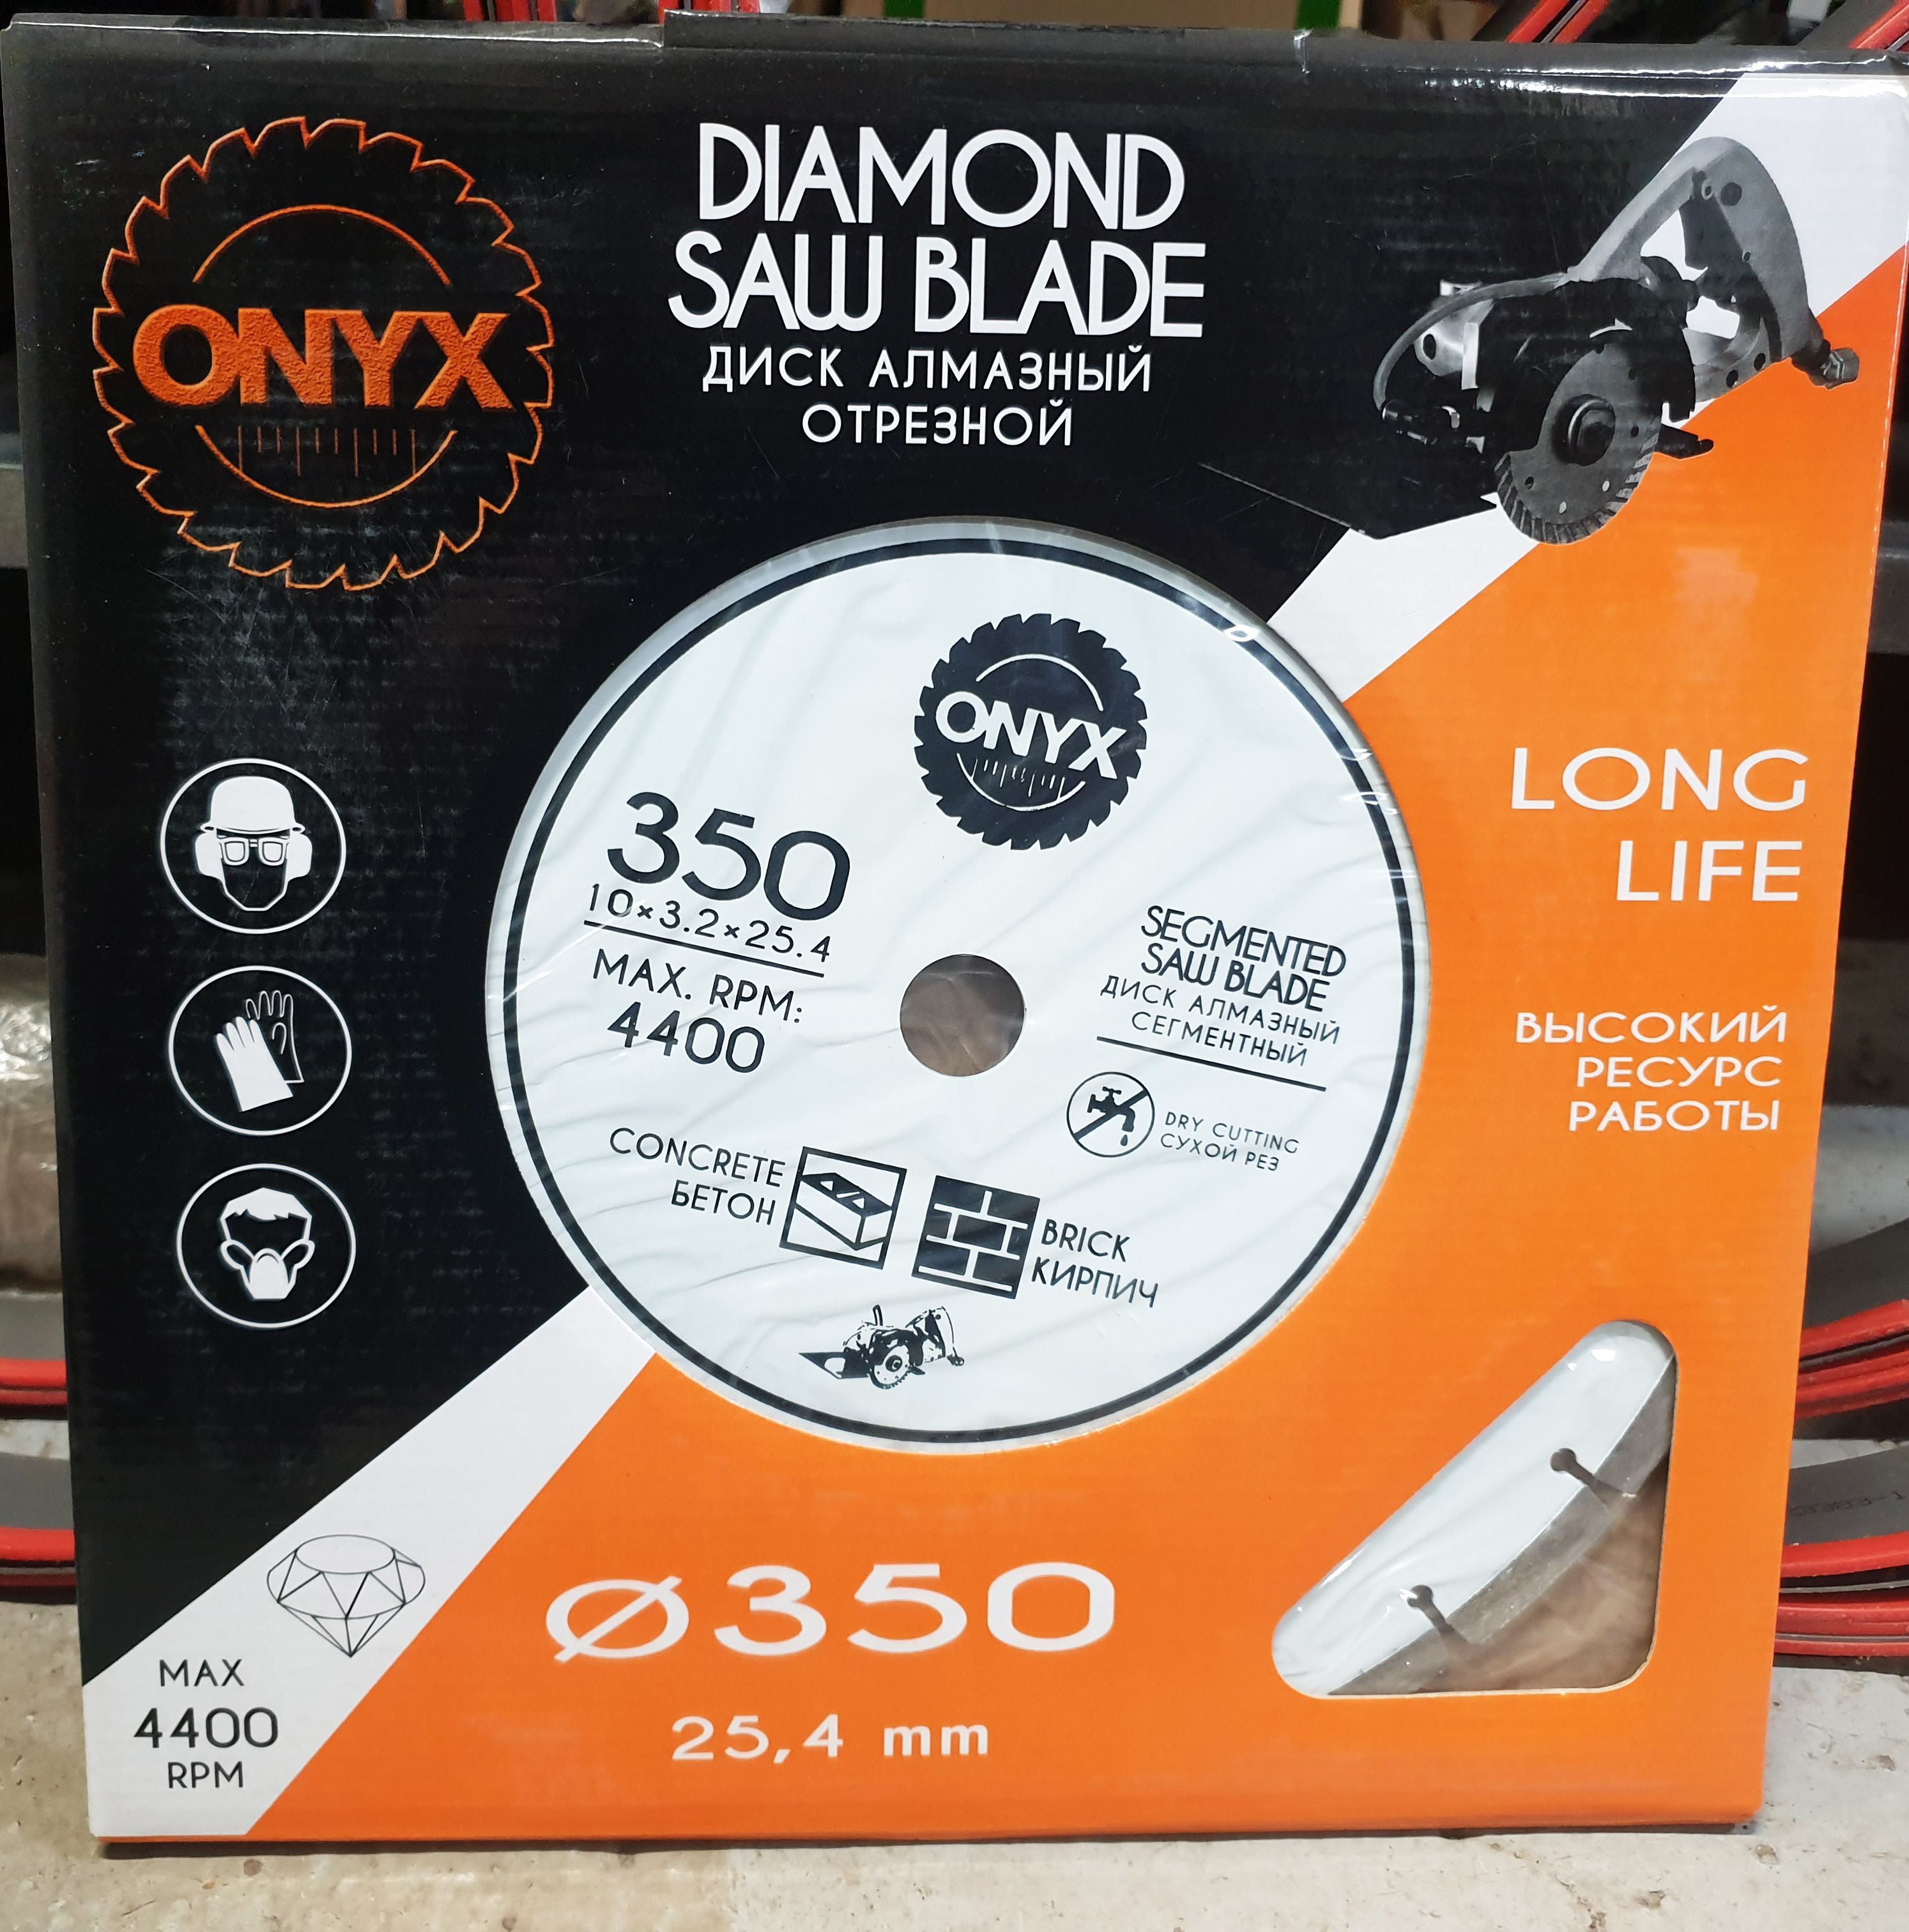 ONYX
DIAMOND
SAW BLADE
ДИСК АЛМАЗНЫЙ
ОТРЕЗНОЙ
ONYX
350
10×3.2×25.4
MAX. RPM:
4400
SEGMENTED
SAW BLADE
ДИСК АЛМАЗНЫЙ
СЕГМЕНТНЫЙ
DRY CUTTING
СУХОЙ РЕЗ
CONCRETE
БЕТОН
BRICK
КИРПИЧ
LONG
LIFE
ВЫСОКИЙ
РЕСУРС
РАБОТЫ
MAX
4400
RPM
Ø350
25,4 mm